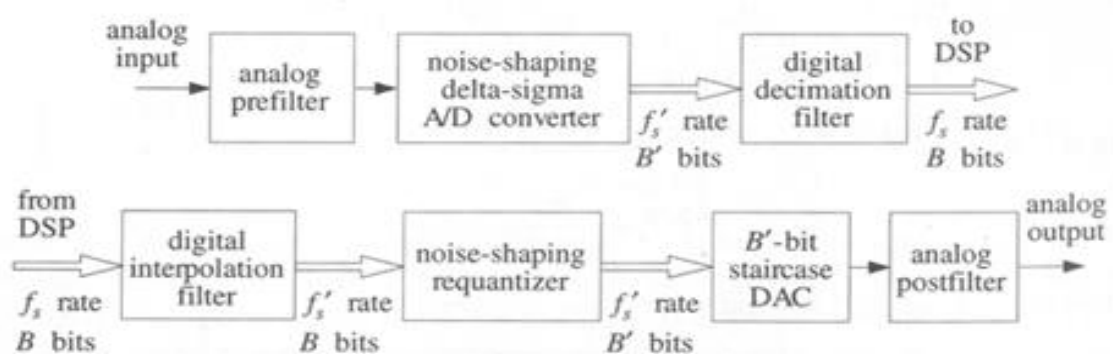 analog
input
analog
prefilter
noise-shaping
delta-sigma
A/D converter
f_s' rate
B' bits
digital
decimation
filter
to
DSP
f_s rate
B bits
from
DSP
f_s rate
B bits
digital
interpolation
filter
f_s' rate
B bits
noise-shaping
requantizer
f_s' rate
B' bits
B'-bit
staircase
DAC
analog
postfilter
analog
output